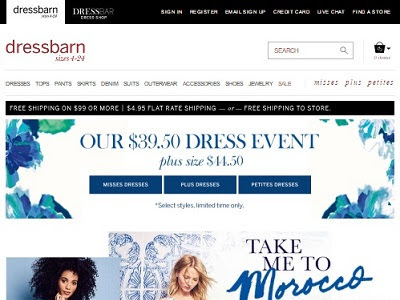 dressbarn
sizes 4-24
DRESSBAR
DRESS SHOP
SIGN IN
REGISTER
EMAIL SIGN UP
CREDIT CARD
LIVE CHAT
FIND A STORE
dressbarn
sizes 4-24
SEARCH
DRESSES TOPS PANTS SKIRTS DENIM SUITS OUTERWEAR ACCESSORIES SHOES JEWELRY SALE
misses plus petites
FREE SHIPPING ON $99 OR MORE | $4.95 FLAT RATE SHIPPING — or — FREE SHIPPING TO STORE.
OUR $39.50 DRESS EVENT
plus size $44.50
MISSES DRESSES
PLUS DRESSES
PETITES DRESSES
*Select styles, limited time only.
TAKE
ME TO
Morocco